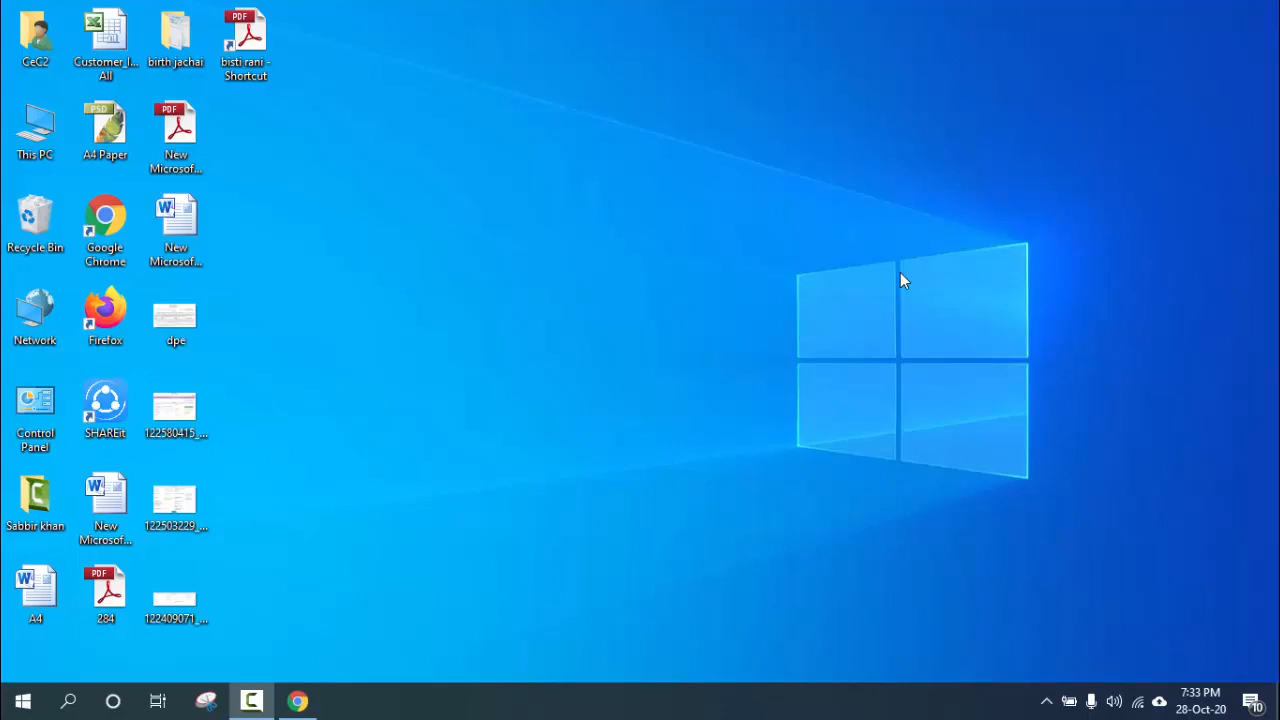 CeC2
Customer_I...
All
birth jachai
PDF
bisti rani -
Shortcut
This PC
PSD
A4 Paper
PDF
New
Microsof...
Recycle Bin
Google
Chrome
W
New
Microsof...
Network
Firefox
dpe
Control
Panel
SHAREit
122580415_...
Sabbir khan
W
New
Microsof...
122503229_...
W
A4
PDF
284
122409071_...
7:33 PM
28-Oct-20
10